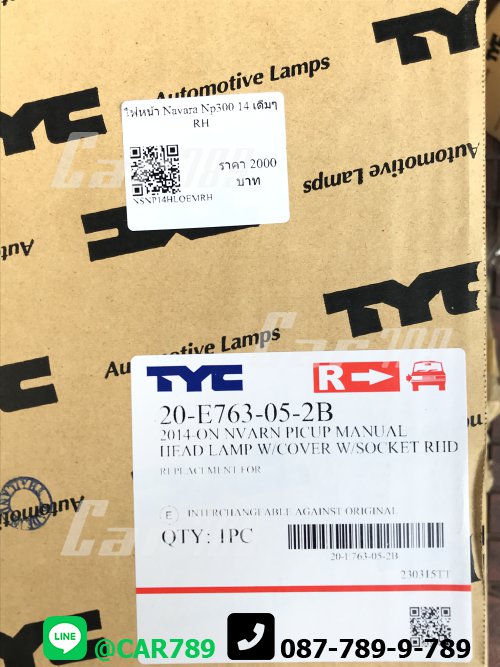 TYC
Automotive Lamps
ไฟหน้า Navara Np300 14 เดิมๆ
RH
ราคา 2000
บาท
NSNP14HLOEMRH
TYC
Automotive Lamps
TYC
Automotive Lamps
TYC
R
20-E763-05-2B
2014-ON NVARN PICUP MANUAL
HEAD LAMP W/COVER W/SOCKET RHD
REPLACEMENT FOR
E INTERCHANGEABLE AGAINST ORIGINAL
QTY: 1PC
20-E763-05-2B
230315TT
TYC
Car789
LINE
@CAR789
087-789-9-789